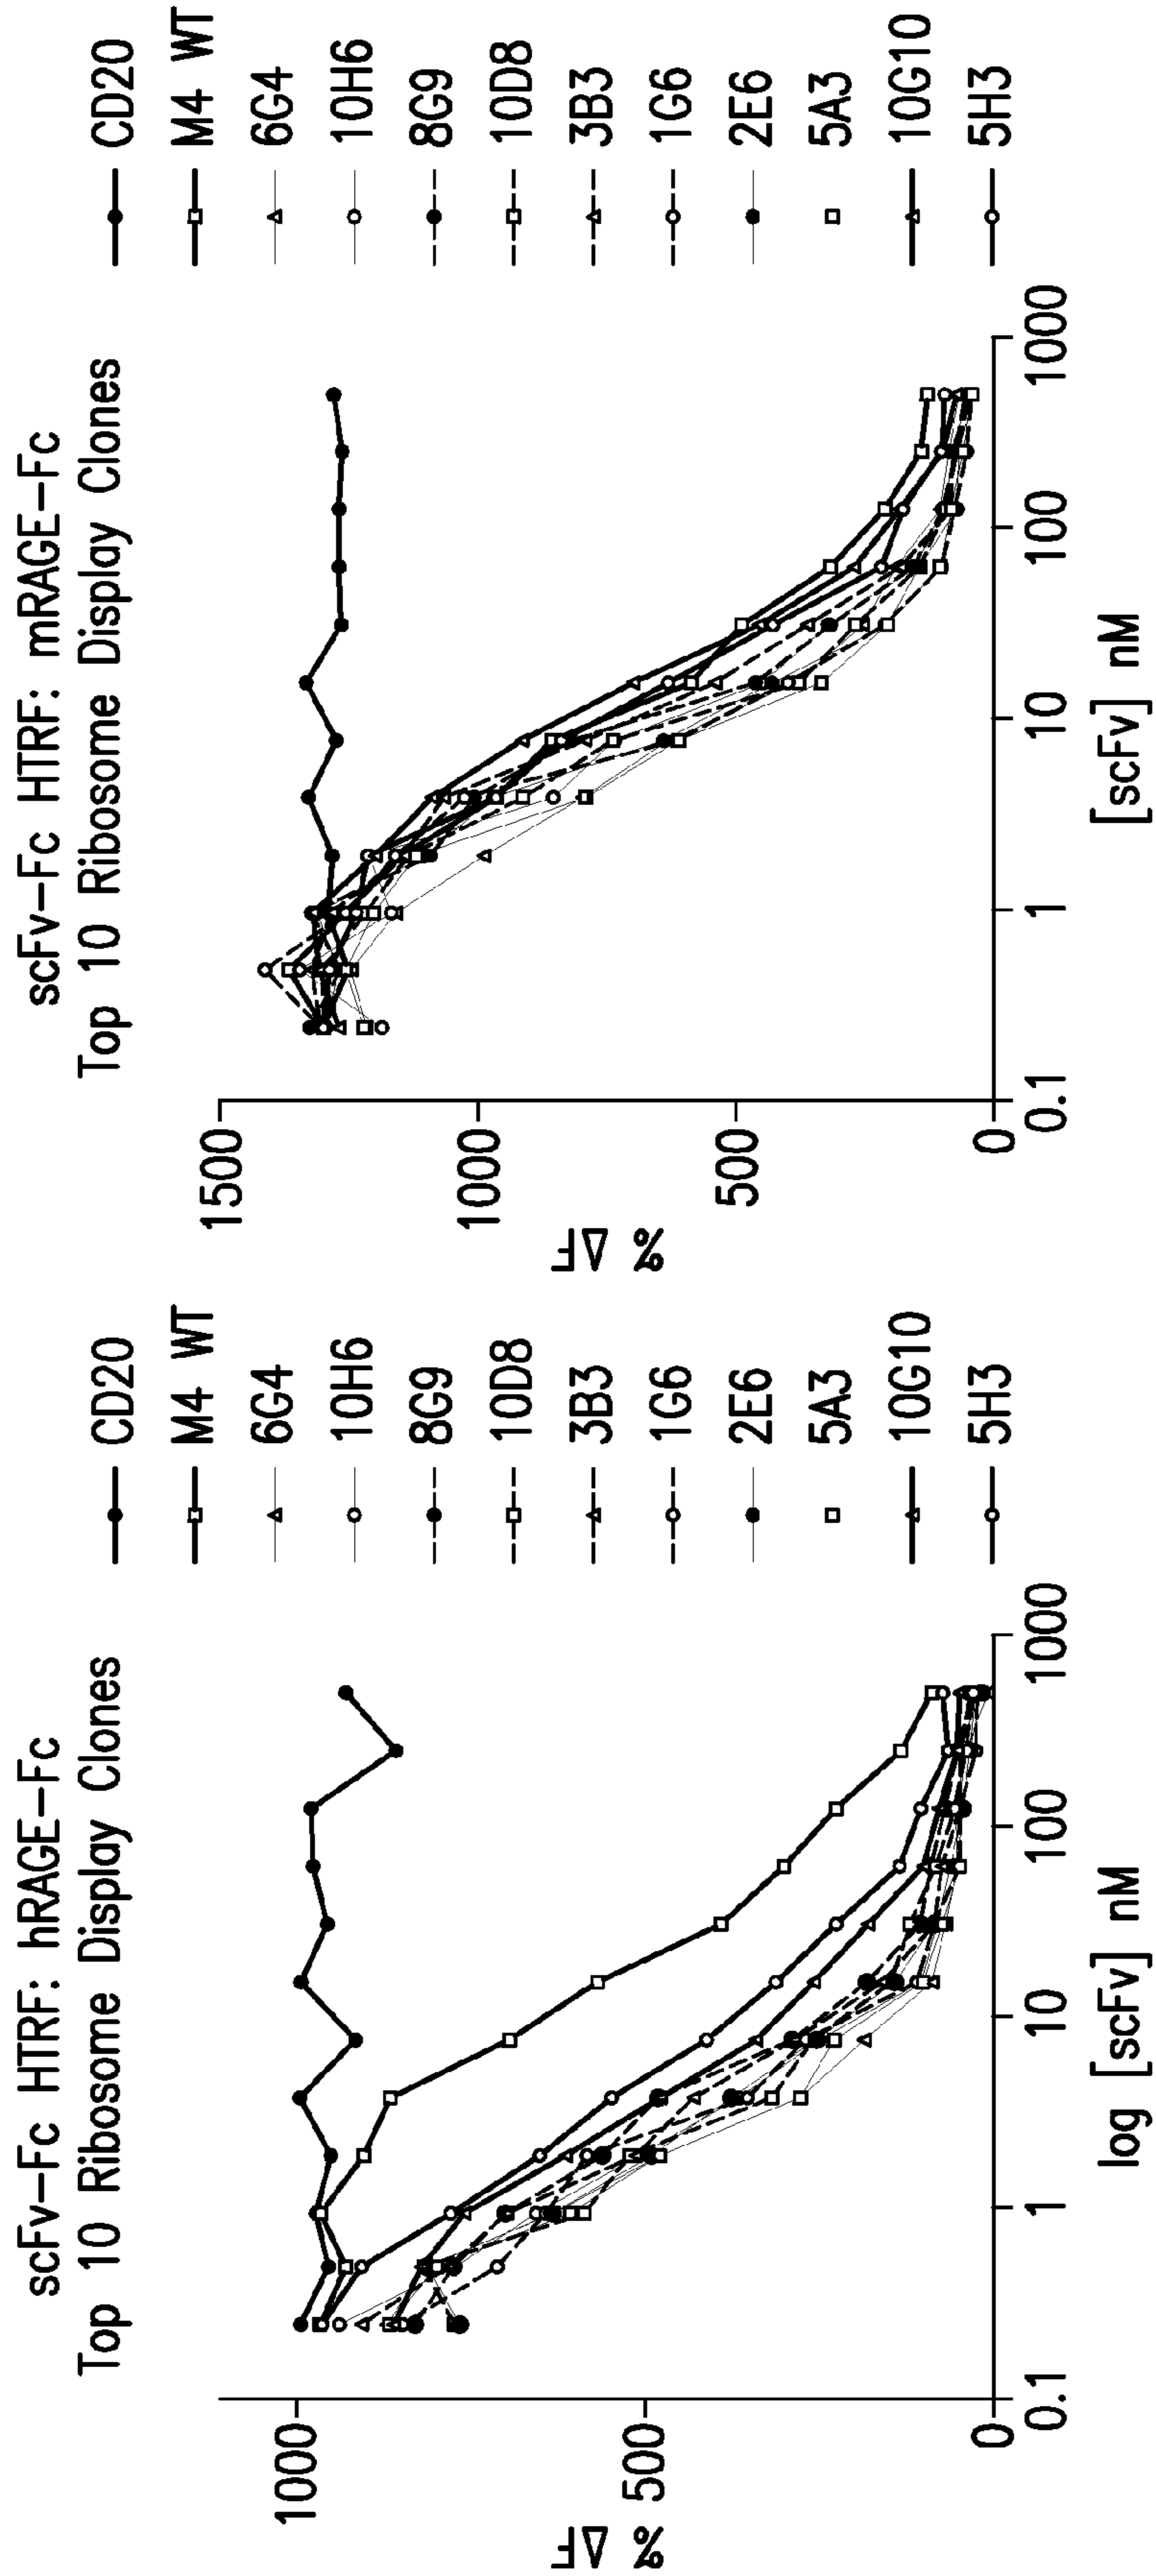 scFv-Fc HTRF: hRAGE-Fc
Top 10 Ribosome Display Clones
% ΔF
1000
500
0
0.1
1
10
100
1000
log [scFv] nM
CD20
M4 WT
6G4
10H6
8G9
10D8
3B3
1G6
2E6
5A3
10G10
5H3
scFv-Fc HTRF: mRAGE-Fc
Top 10 Ribosome Display Clones
% ΔF
1500
1000
500
0
0.1
1
10
100
1000
[scFv] nM
CD20
M4 WT
6G4
10H6
8G9
10D8
3B3
1G6
2E6
5A3
10G10
5H3